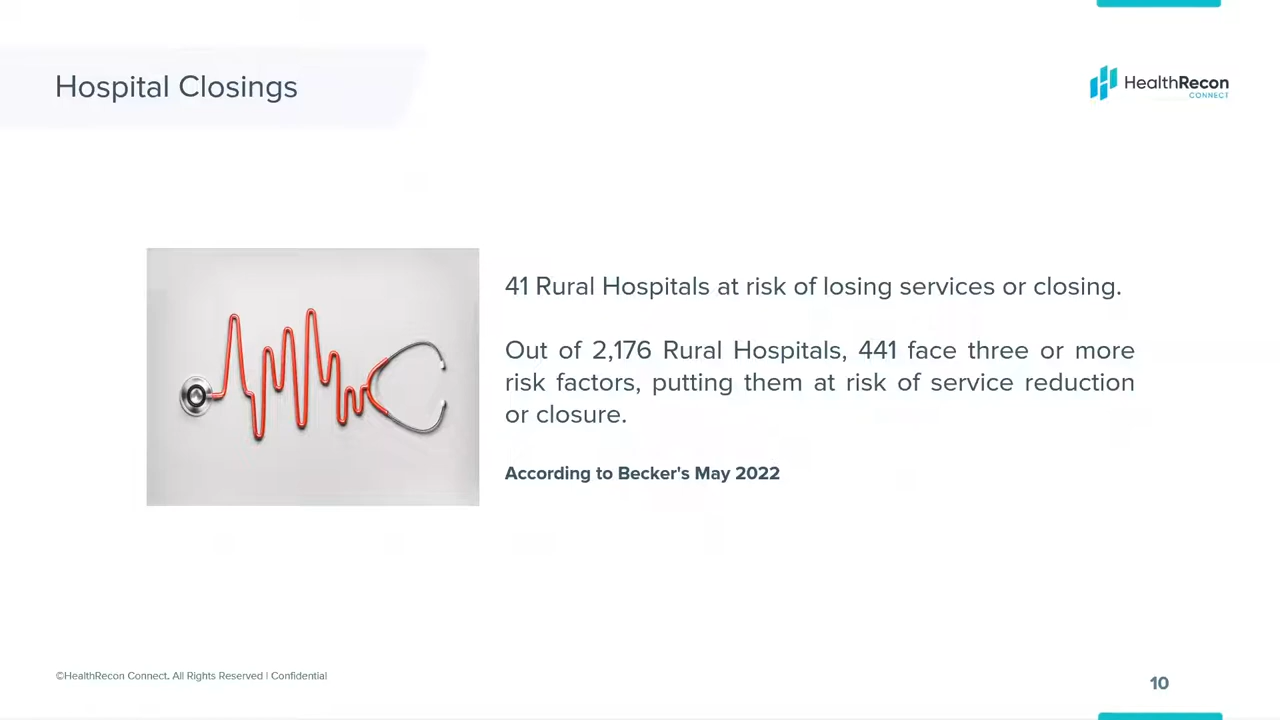 Hospital Closings
HealthRecon
CONNECT
41 Rural Hospitals at risk of losing services or closing.
Out of 2,176 Rural Hospitals, 441 face three or more
risk factors, putting them at risk of service reduction
or closure.
According to Becker's May 2022
©HealthRecon Connect. All Rights Reserved | Confidential
10